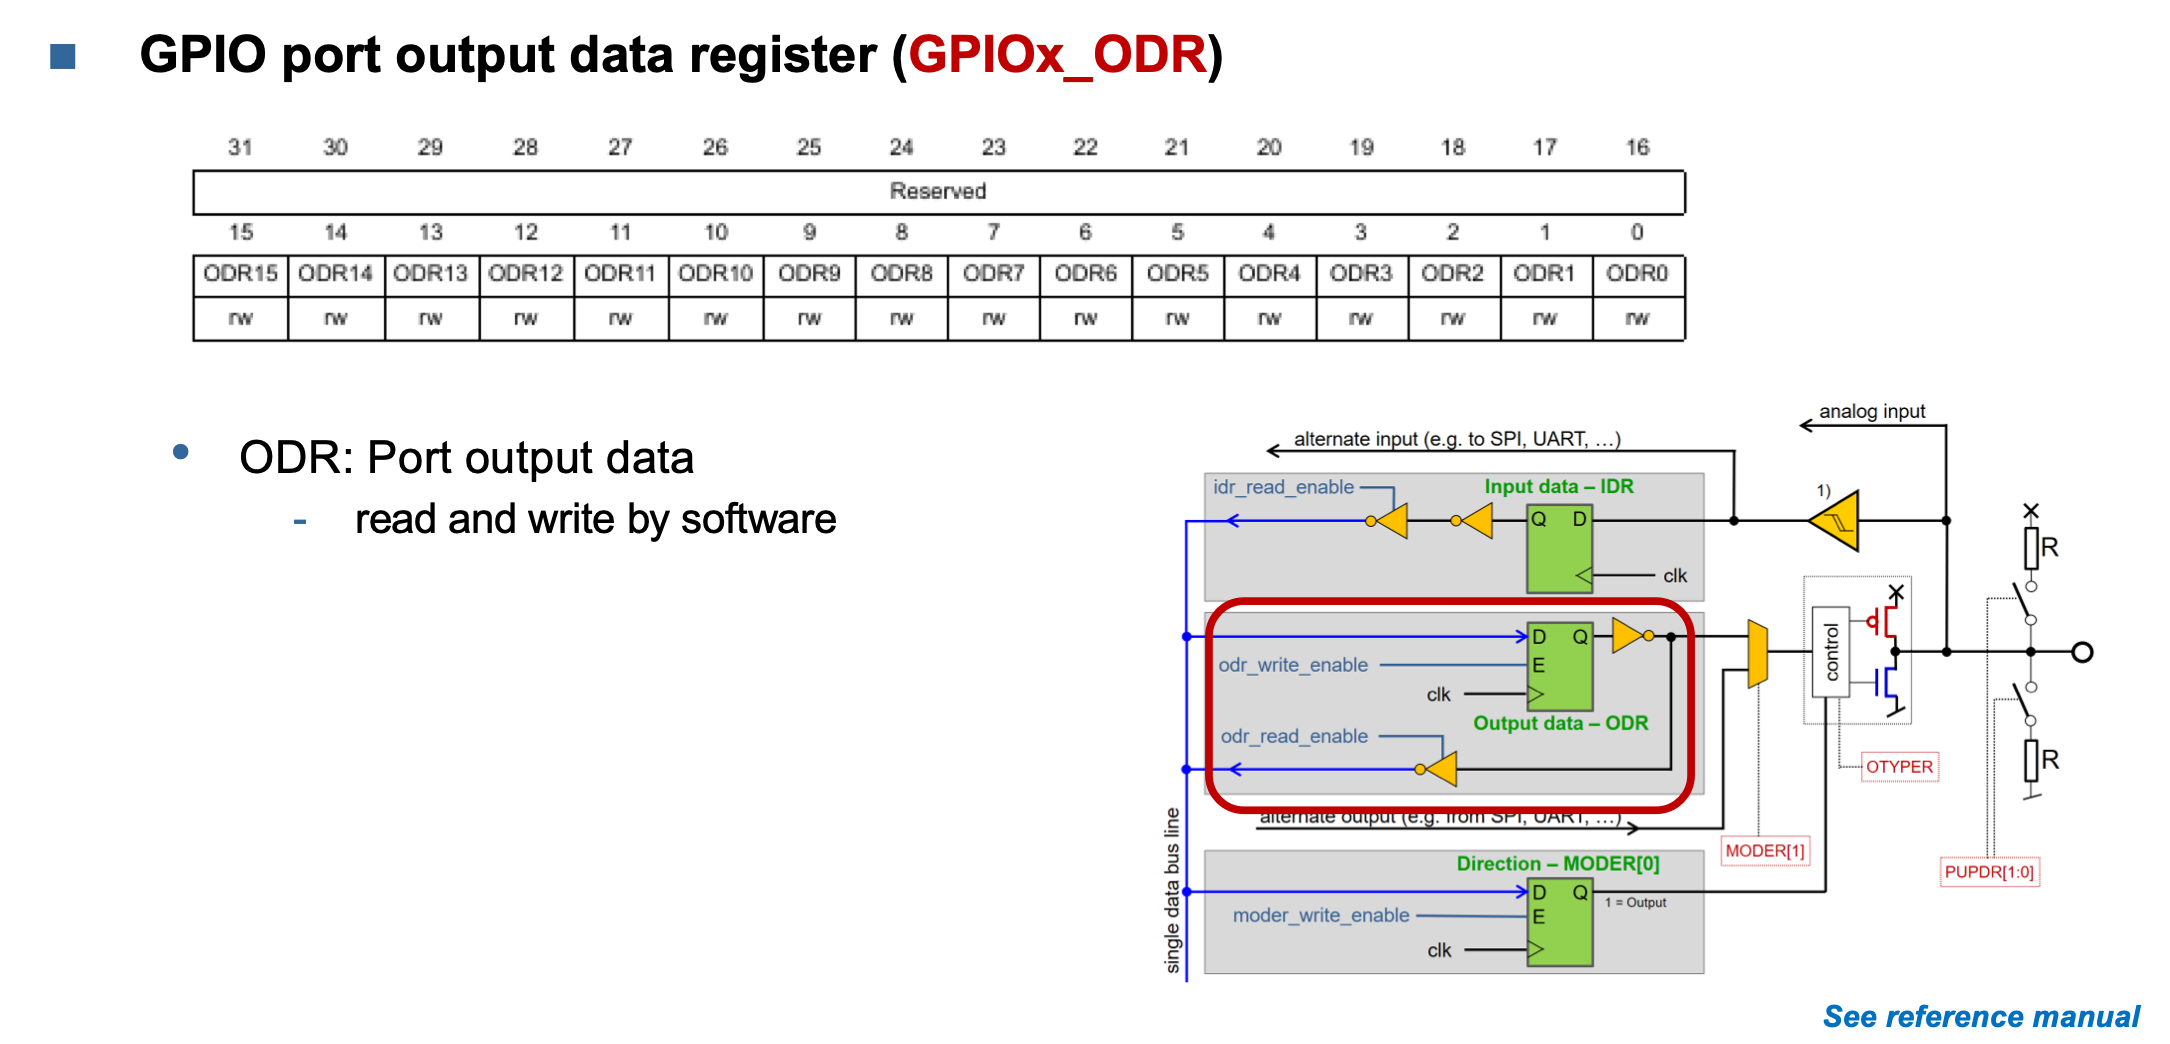 GPIO port output data register (GPIOx_ODR)
31 30 29 28 27 26 25 24 23 22 21 20 19 18 17 16
Reserved
15 14 13 12 11 10 9 8 7 6 5 4 3 2 1 0
ODR15 ODR14 ODR13 ODR12 ODR11 ODR10 ODR9 ODR8 ODR7 ODR6 ODR5 ODR4 ODR3 ODR2 ODR1 ODR0
rw rw rw rw rw rw rw rw rw rw rw rw rw rw rw rw
• ODR: Port output data
- read and write by software
analog input
alternate input (e.g. to SPI, UART, ...)
idr_read_enable
Input data – IDR
1)
Q D
clk
R
D Q
odr_write_enable
E
clk
Output data – ODR
odr_read_enable
control
OTYPER
R
alternate output (e.g. from SPI, UART, ...)
MODER[1]
PUPDR[1:0]
single data bus line
Direction – MODER[0]
D Q
1 = Output
moder_write_enable
E
clk
See reference manual